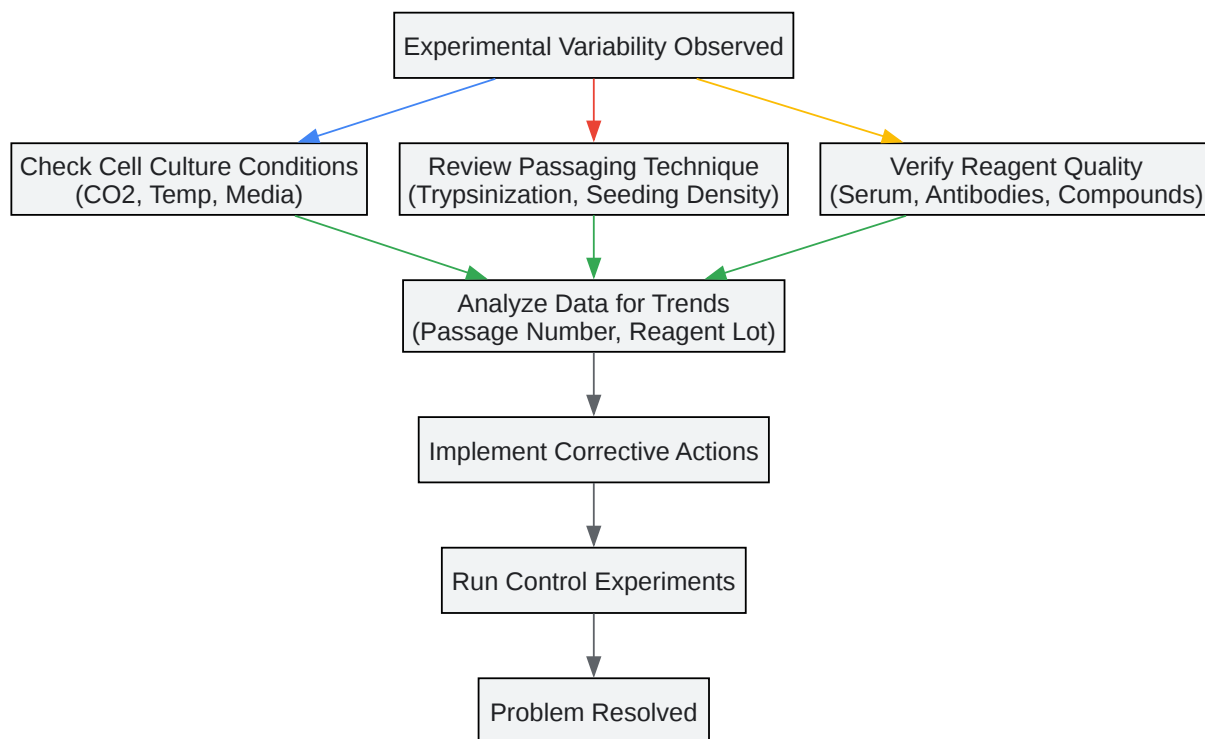 Experimental Variability Observed
Check Cell Culture Conditions
(CO2, Temp, Media)
Review Passaging Technique
(Trypsinization, Seeding Density)
Verify Reagent Quality
(Serum, Antibodies, Compounds)
Analyze Data for Trends
(Passage Number, Reagent Lot)
Implement Corrective Actions
Run Control Experiments
Problem Resolved